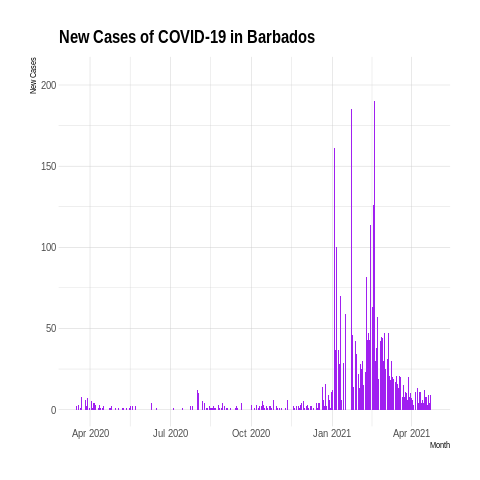 New Cases of COVID-19 in Barbados
New Cases
200
150
100
50
0
Apr 2020 Jul 2020 Oct 2020 Jan 2021 Apr 2021
Month